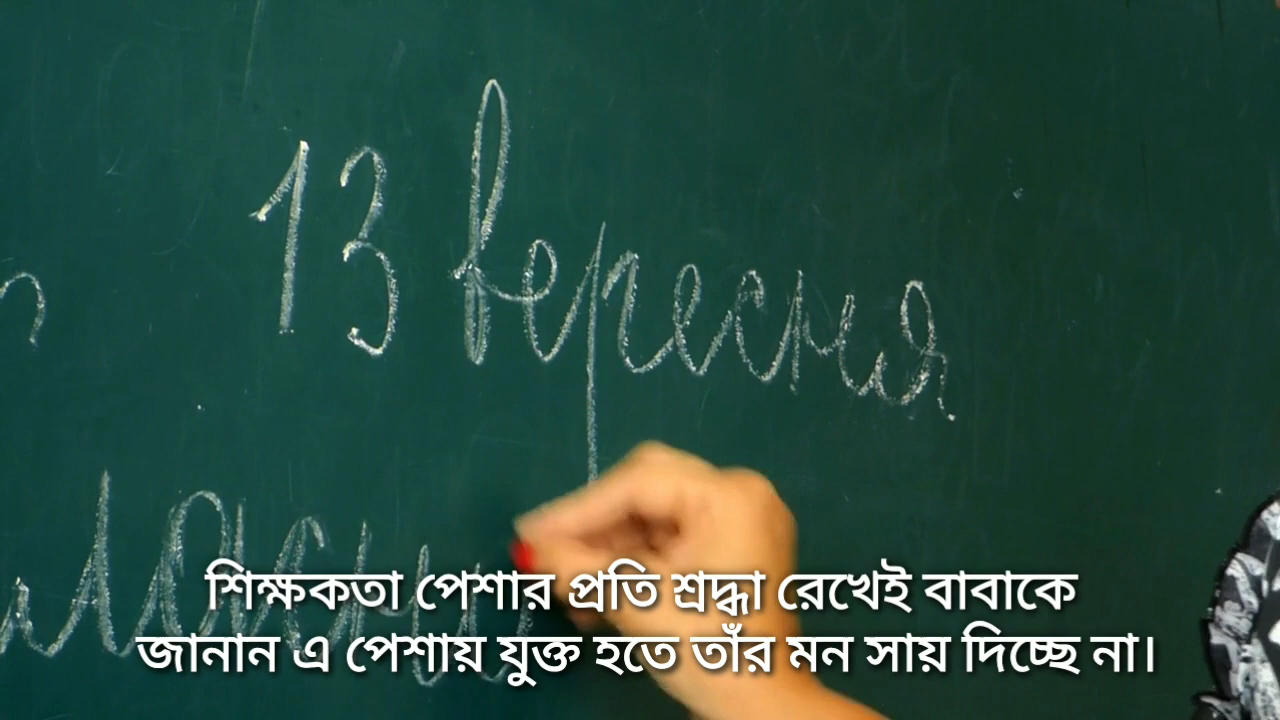 13 вересня
শিক্ষকতা পেশার প্রতি শ্রদ্ধা রেখেই বাবাকে
জানান এ পেশায় যুক্ত হতে তাঁর মন সায় দিচ্ছে না।